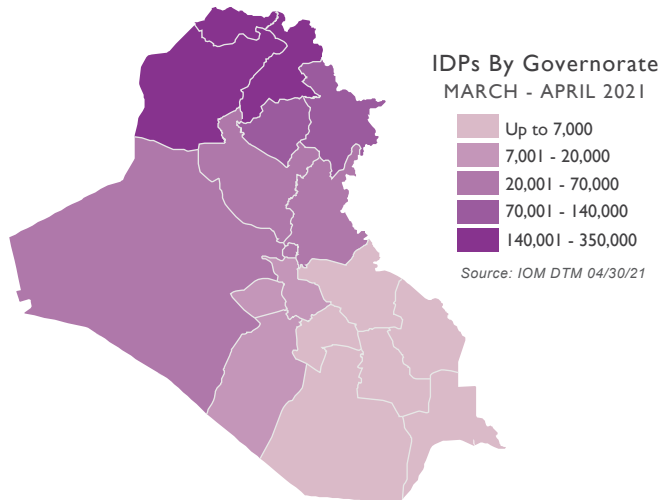 IDPs By Governorate
MARCH - APRIL 2021
Up to 7,000
7,001 - 20,000
20,001 - 70,000
70,001 - 140,000
140,001 - 350,000
Source: IOM DTM 04/30/21